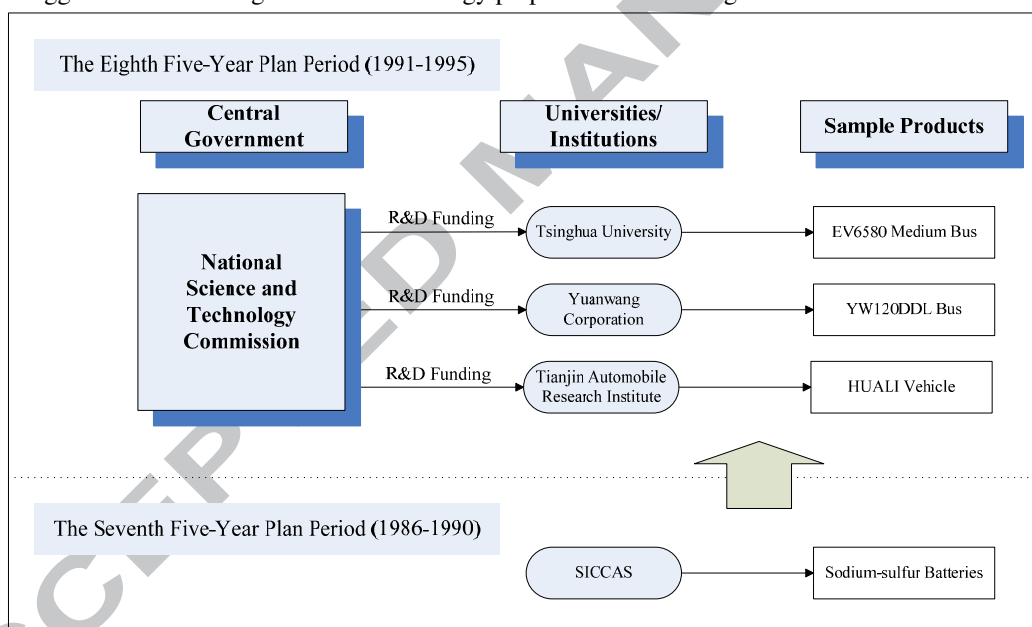 The Eighth Five-Year Plan Period (1991-1995)
Central
Government
Universities/
Institutions
Sample Products
National
Science and
Technology
Commission
R&D Funding
Tsinghua University
EV6580 Medium Bus
R&D Funding
Yuanwang
Corporation
YW120DDL Bus
R&D Funding
Tianjin Automobile
Research Institute
HUALI Vehicle
The Seventh Five-Year Plan Period (1986-1990)
SICCAS
Sodium-sulfur Batteries